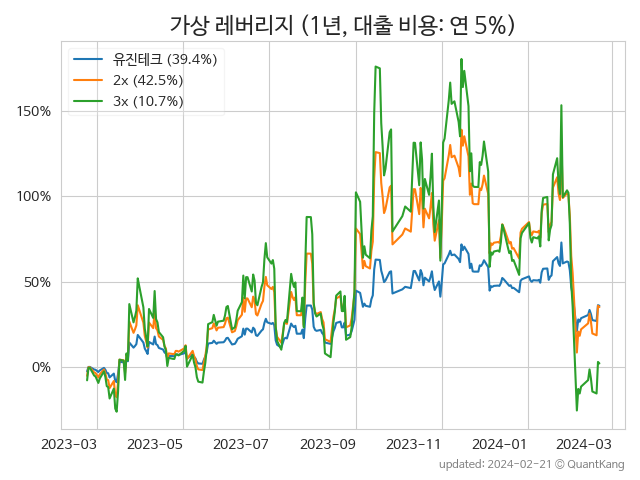 가상 레버리지 (1년, 대출 비용: 연 5%)
유진테크 (39.4%)
2x (42.5%)
3x (10.7%)
150%
100%
50%
0%
2023-03 2023-05 2023-07 2023-09 2023-11 2024-01 2024-03
updated: 2024-02-21 © QuantKang